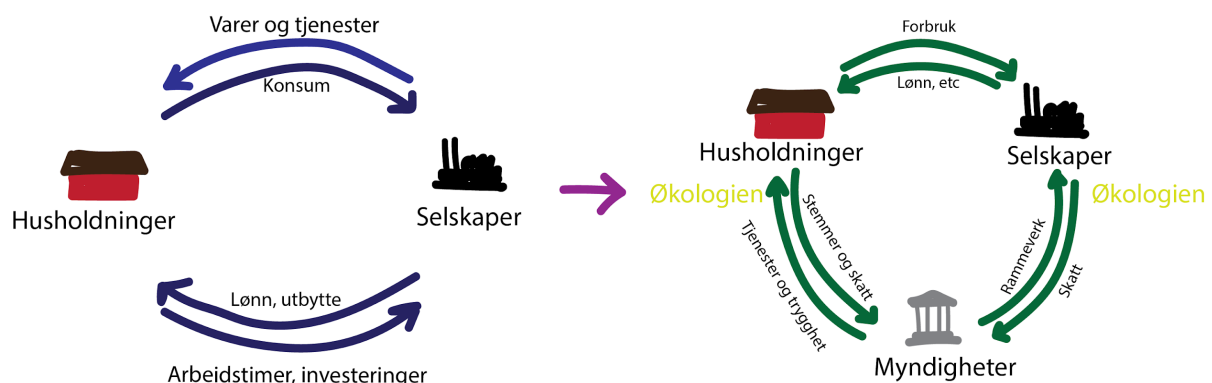 Varer og tjenester
Konsum
Husholdninger
Selskaper
Lønn, utbytte
Arbeidstimer, investeringer
Forbruk
Lønn, etc
Husholdninger
Selskaper
Økologien
Økologien
Stemmer og skatt
Tjenester og trygghet
Rammeverk
Skatt
Myndigheter